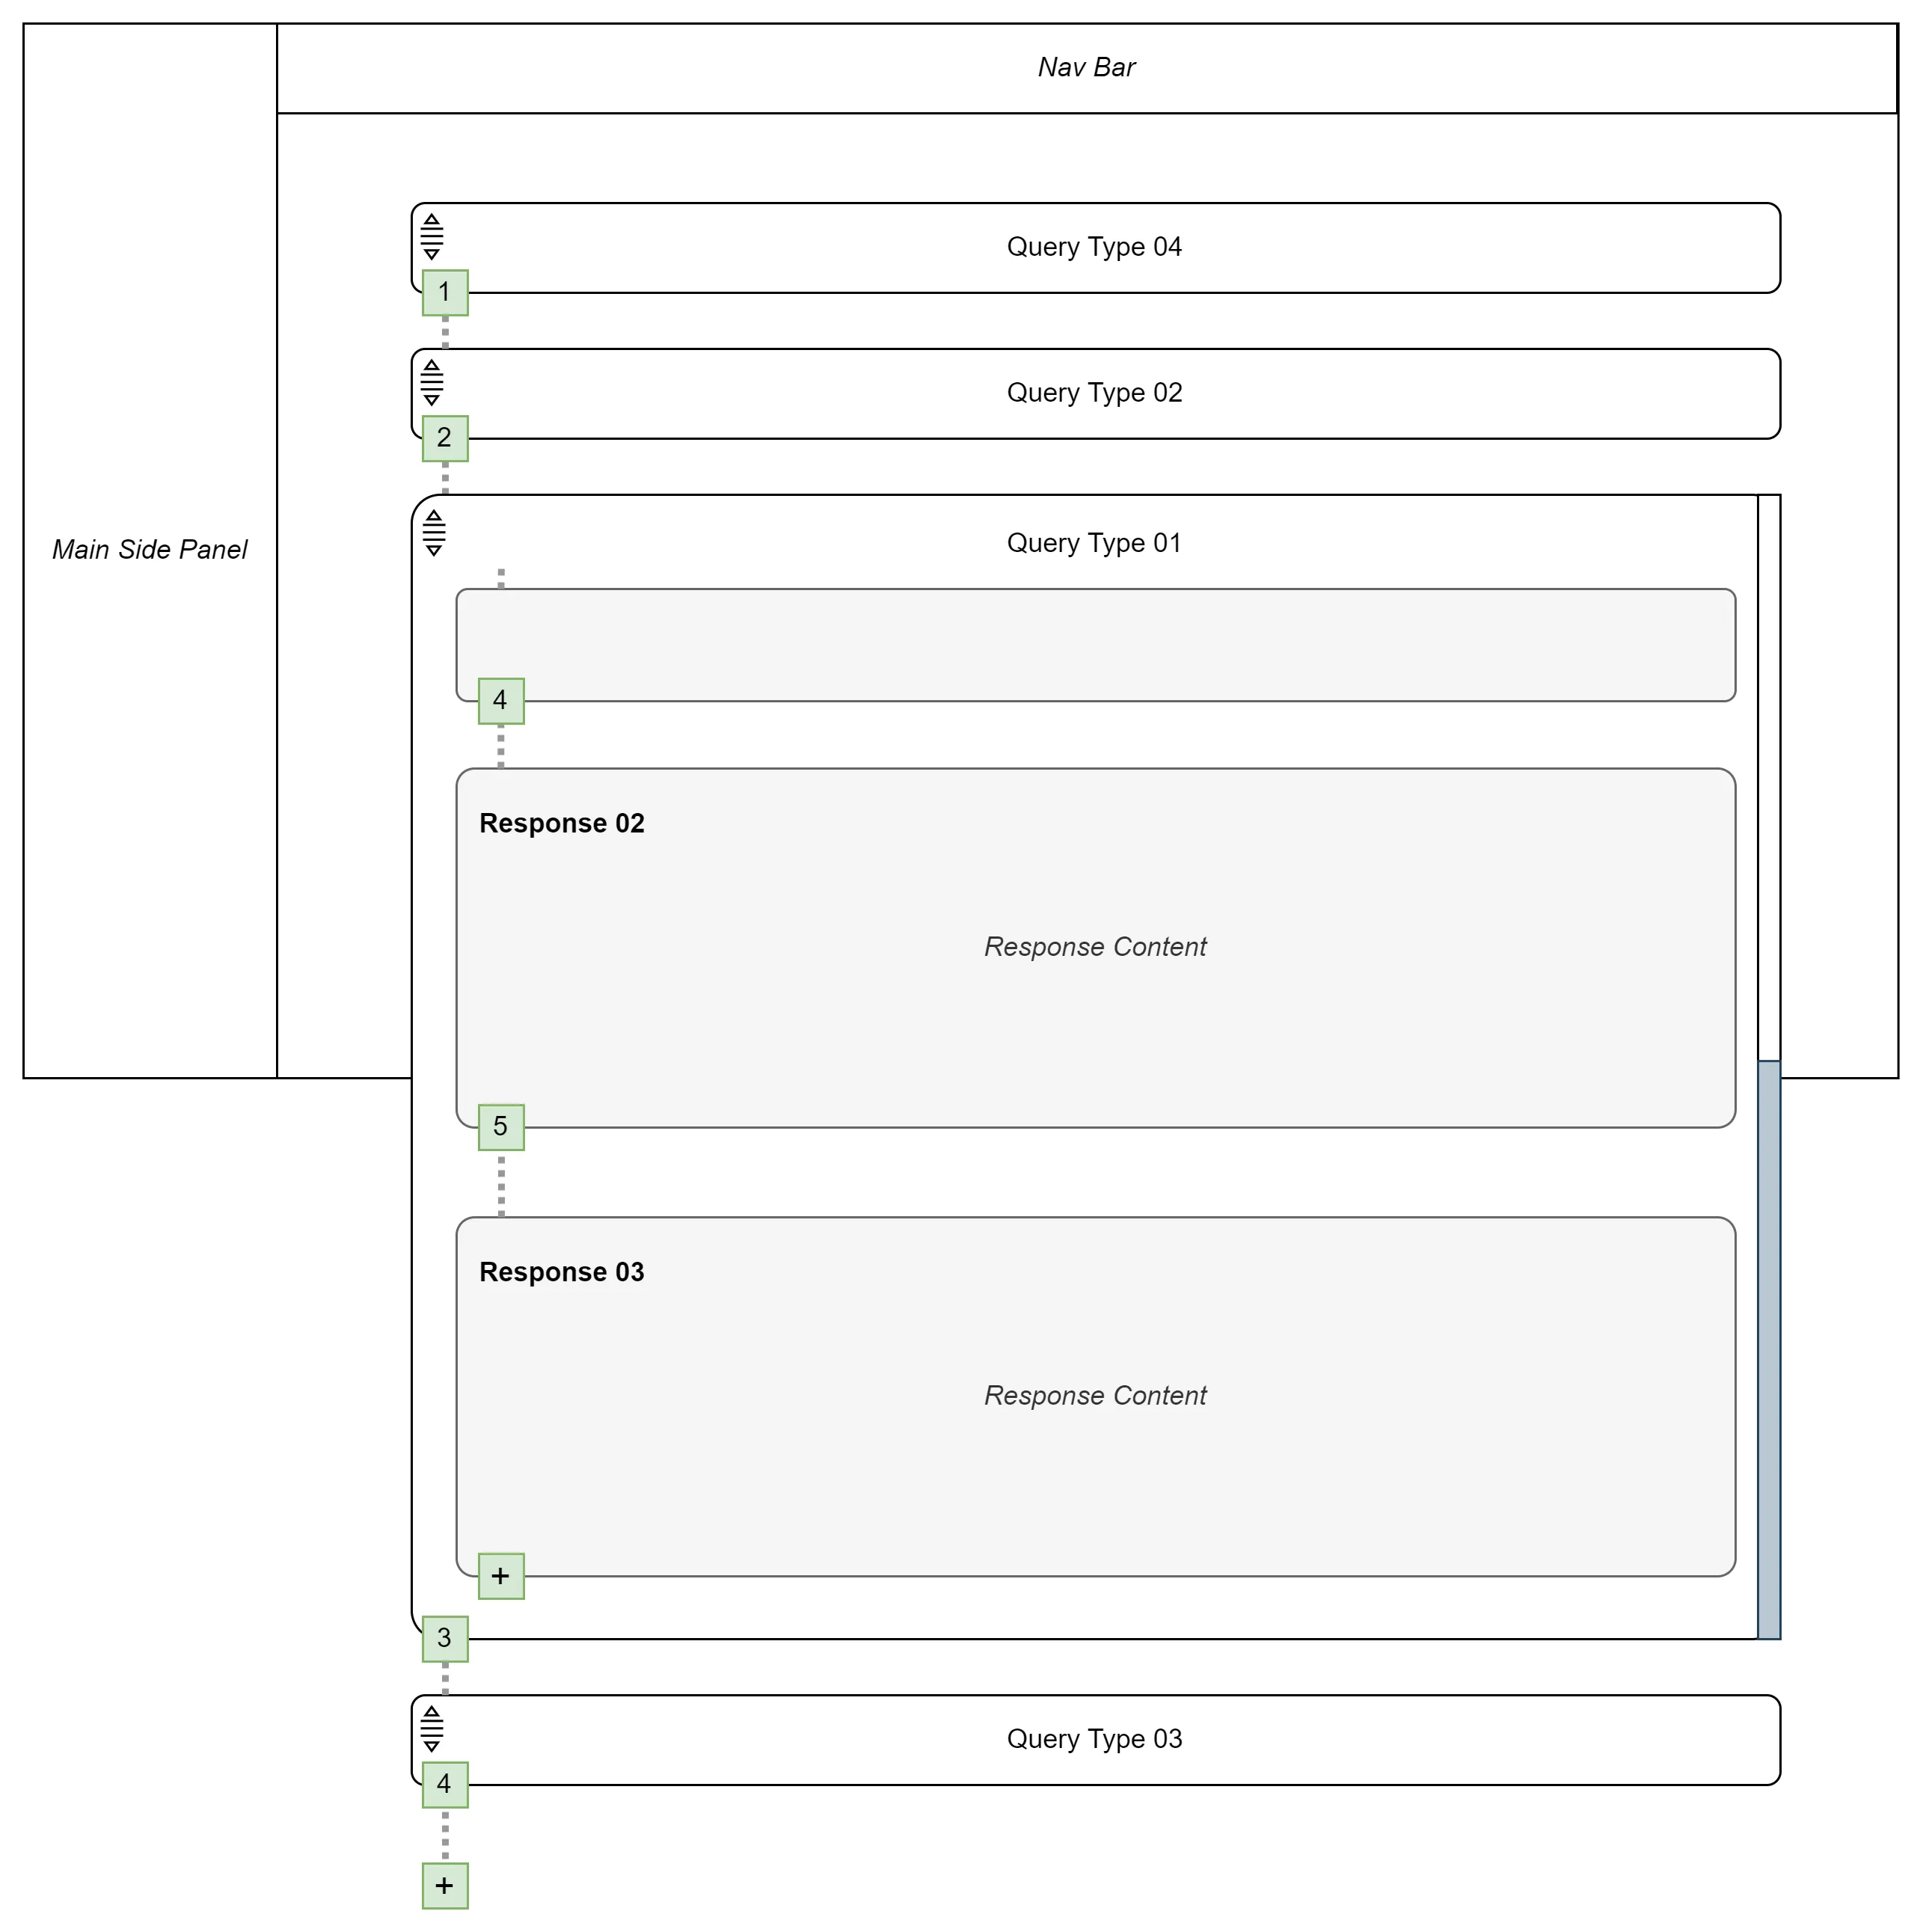 Nav Bar
Main Side Panel
Query Type 04
1
Query Type 02
2
Query Type 01
4
Response 02
Response Content
5
Response 03
Response Content
+
3
Query Type 03
4
+